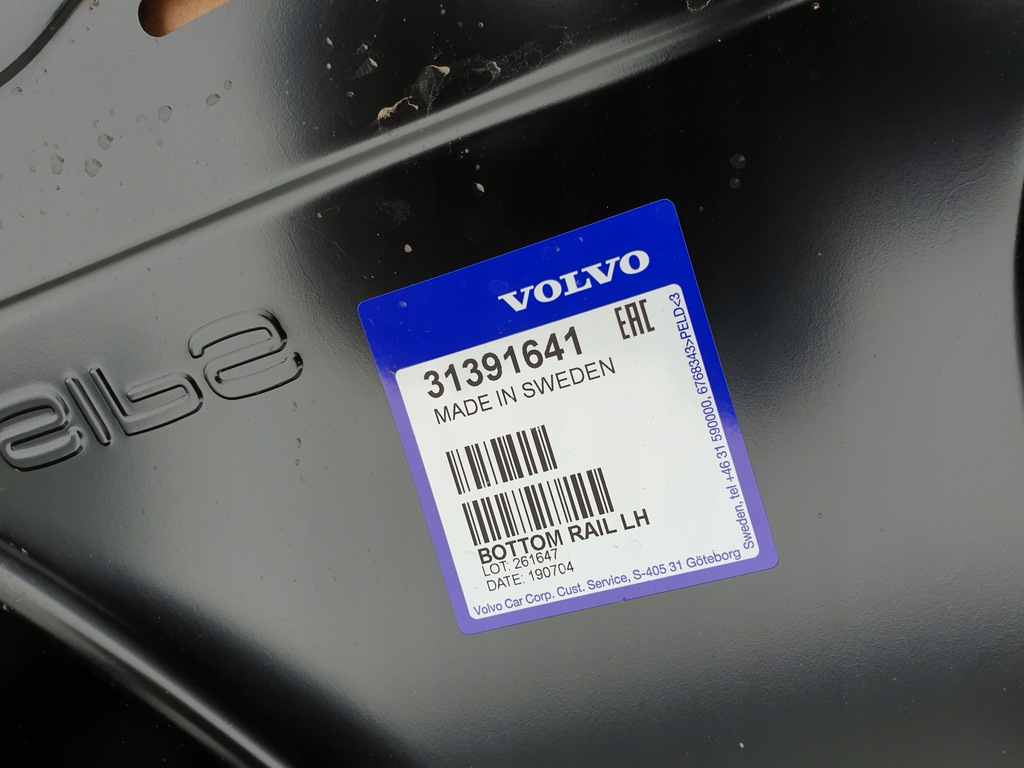 VOLVO
EAC
31391641
MADE IN SWEDEN
BOTTOM RAIL LH
LOT: 261647
DATE: 190704
Volvo Car Corp. Cust. Service, S-405 31 Göteborg
Sweden, tel +46 31 590000, 6768343>PELD<3